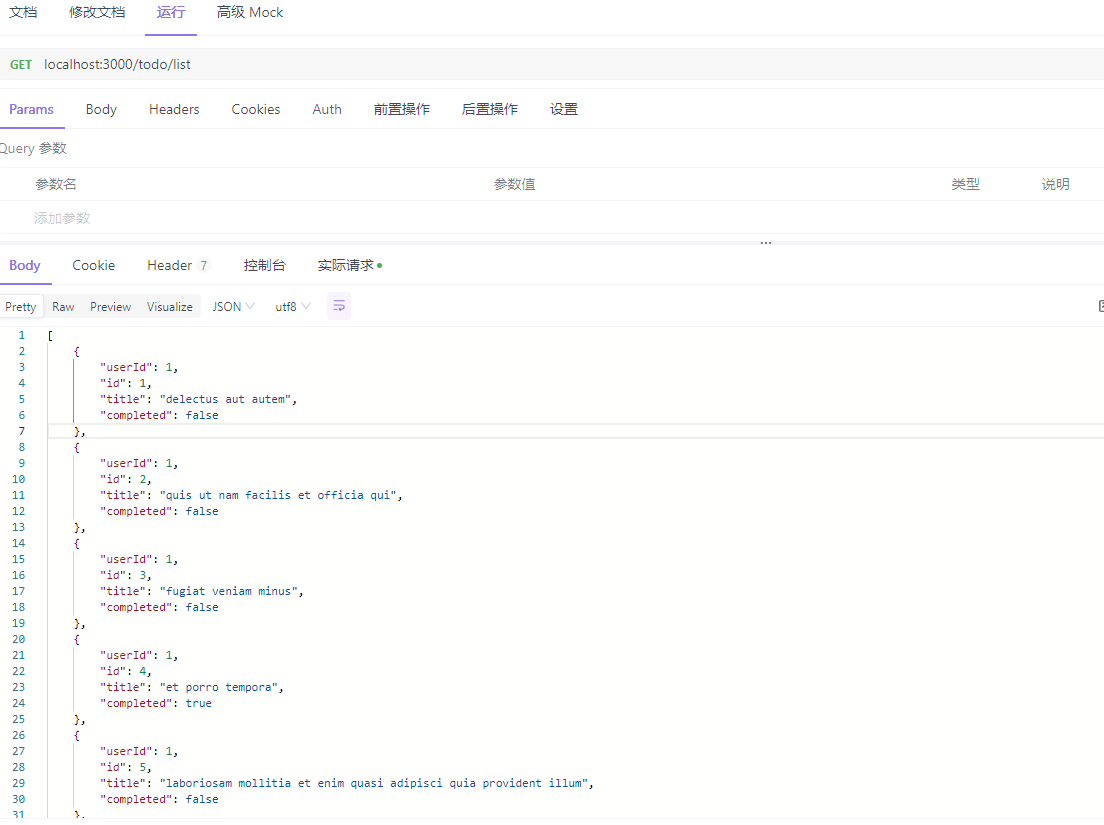 文档 修改文档 运行 高级 Mock
GET localhost:3000/todo/list
Params Body Headers Cookies Auth 前置操作 后置操作 设置
Query 参数
参数名 参数值 类型 说明
添加参数
Body Cookie Header 7 控制台 实际请求
Pretty Raw Preview Visualize JSON utf8
1 [
2 {
3 "userId": 1,
4 "id": 1,
5 "title": "delectus aut autem",
6 "completed": false
7 },
8 {
9 "userId": 1,
10 "id": 2,
11 "title": "quis ut nam facilis et officia qui",
12 "completed": false
13 },
14 {
15 "userId": 1,
16 "id": 3,
17 "title": "fugiat veniam minus",
18 "completed": false
19 },
20 {
21 "userId": 1,
22 "id": 4,
23 "title": "et porro tempora",
24 "completed": true
25 },
26 {
27 "userId": 1,
28 "id": 5,
29 "title": "laboriosam mollitia et enim quasi adipisci quia provident illum",
30 "completed": false
31 },